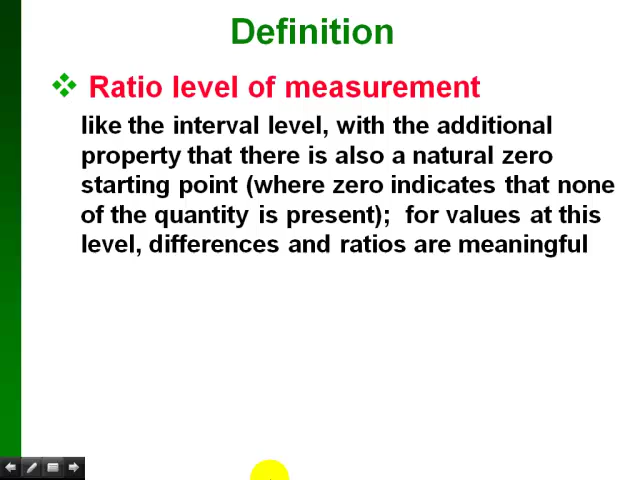 Definition
Ratio level of measurement
like the interval level, with the additional
property that there is also a natural zero
starting point (where zero indicates that none
of the quantity is present);  for values at this
level, differences and ratios are meaningful